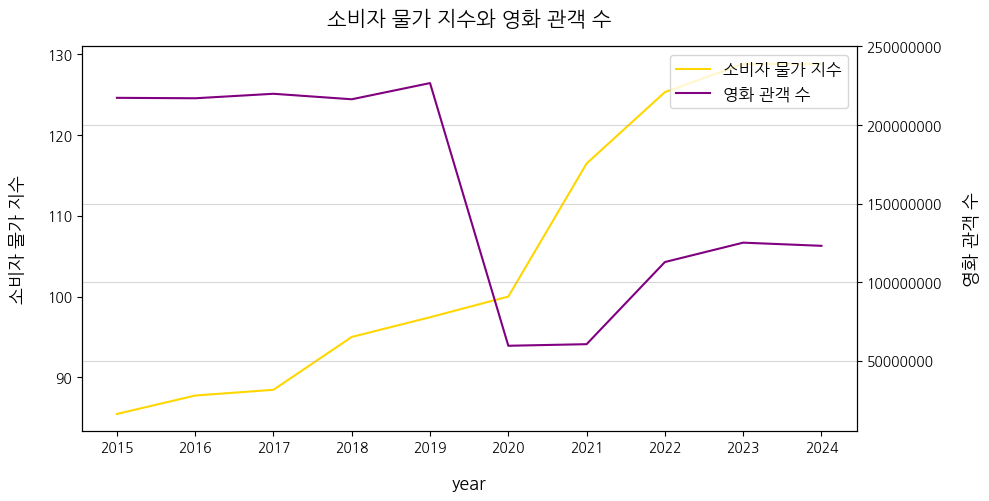 소비자 물가 지수와 영화 관객 수
소비자 물가 지수
영화 관객 수
130
120
110
100
90
소비자 물가 지수
250000000
200000000
150000000
100000000
50000000
영화 관객 수
2015 2016 2017 2018 2019 2020 2021 2022 2023 2024
year